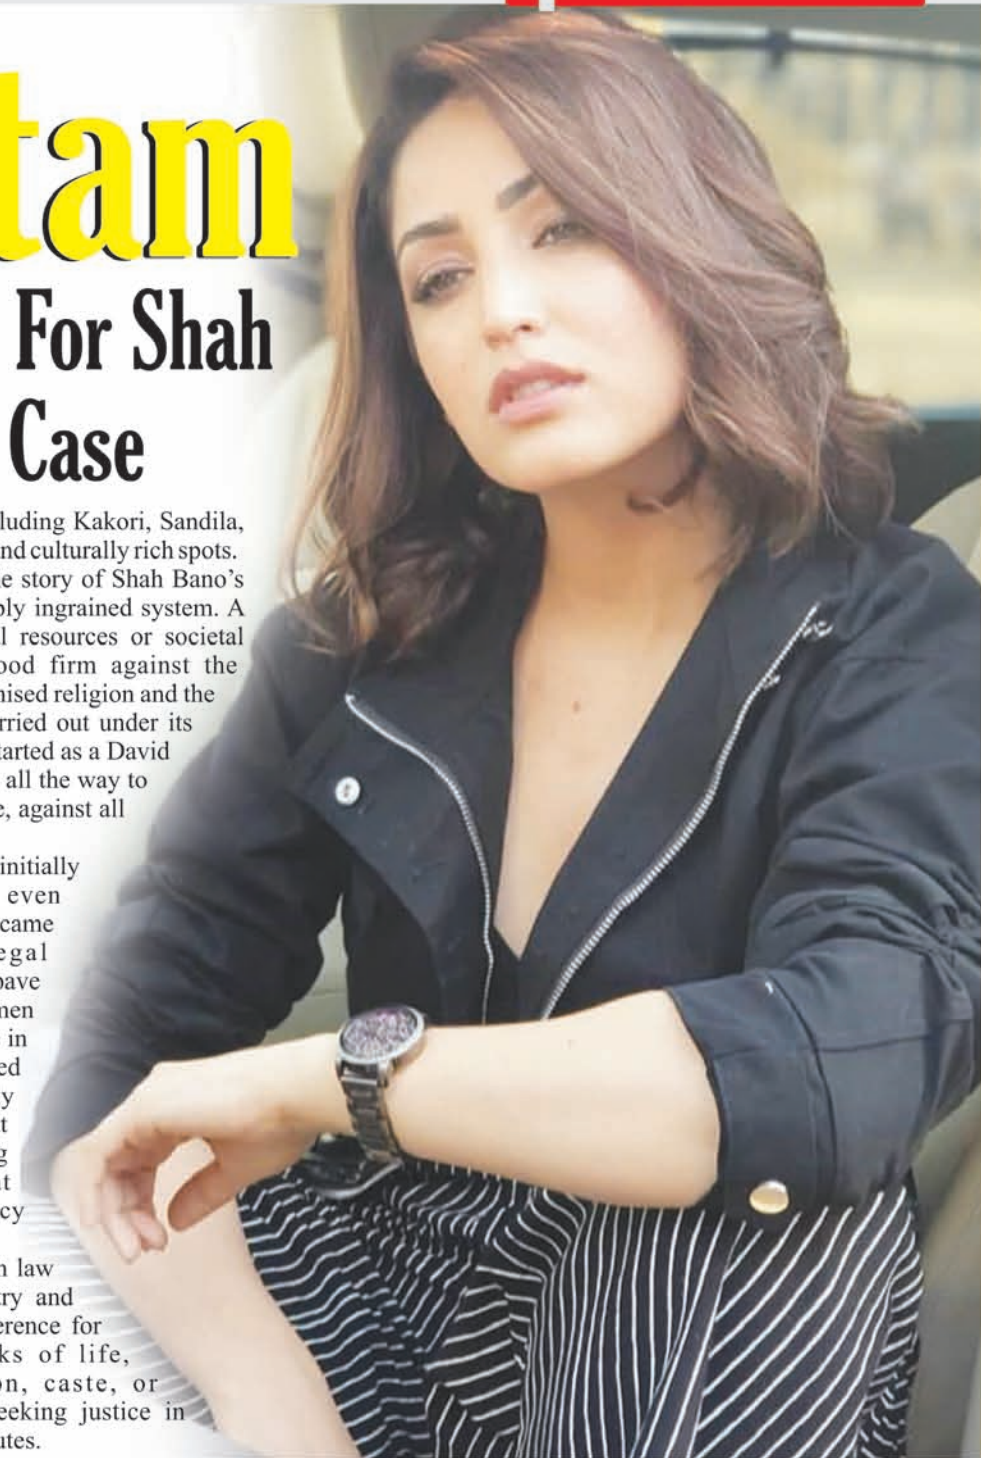 tam
For Shah
Case
luding Kakori, Sandila,
nd culturally rich spots.
e story of Shah Bano's
ply ingrained system. A
l resources or societal
ood firm against the
nised religion and the
rried out under its
tarted as a David
all the way to
e, against all
initially
even
came
egal
pave
men
in
ed
y
t
g
at
cy
n law
try and
erence for
ks of life,
on, caste, or
eeking justice in
utes.